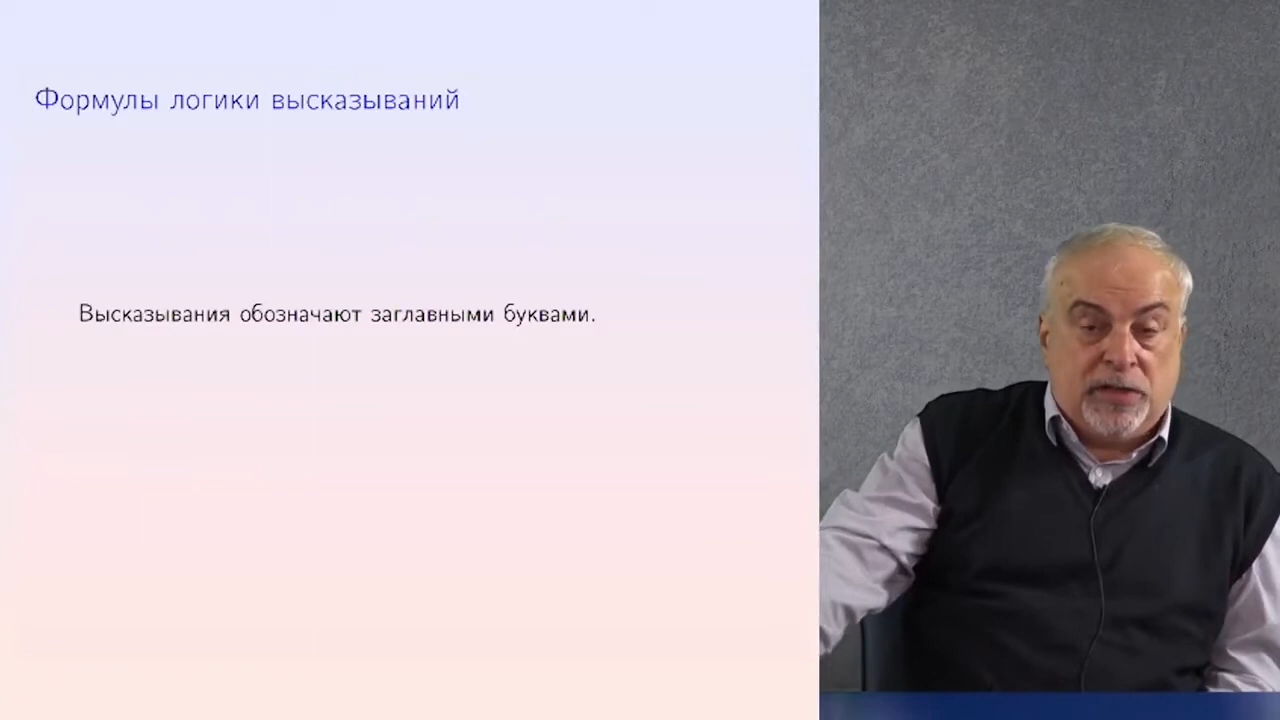 Формулы логики высказываний
Высказывания обозначают заглавными буквами.